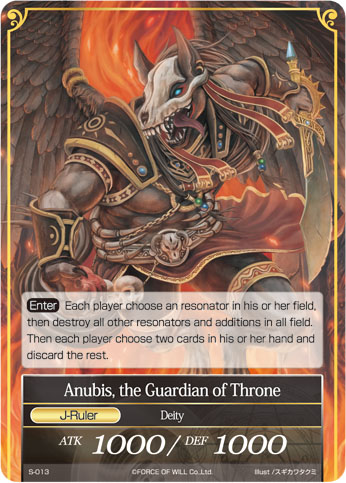 Enter Each player choose an resonator in his or her field,
then destroy all other resonators and additions in all field.
Then each player choose two cards in his or her hand and
discard the rest.
Anubis, the Guardian of Throne
J-Ruler Deity
ATK 1000 / DEF 1000
S-013 ©FORCE OF WILL Co.,Ltd. Illust /スギカワタクミ